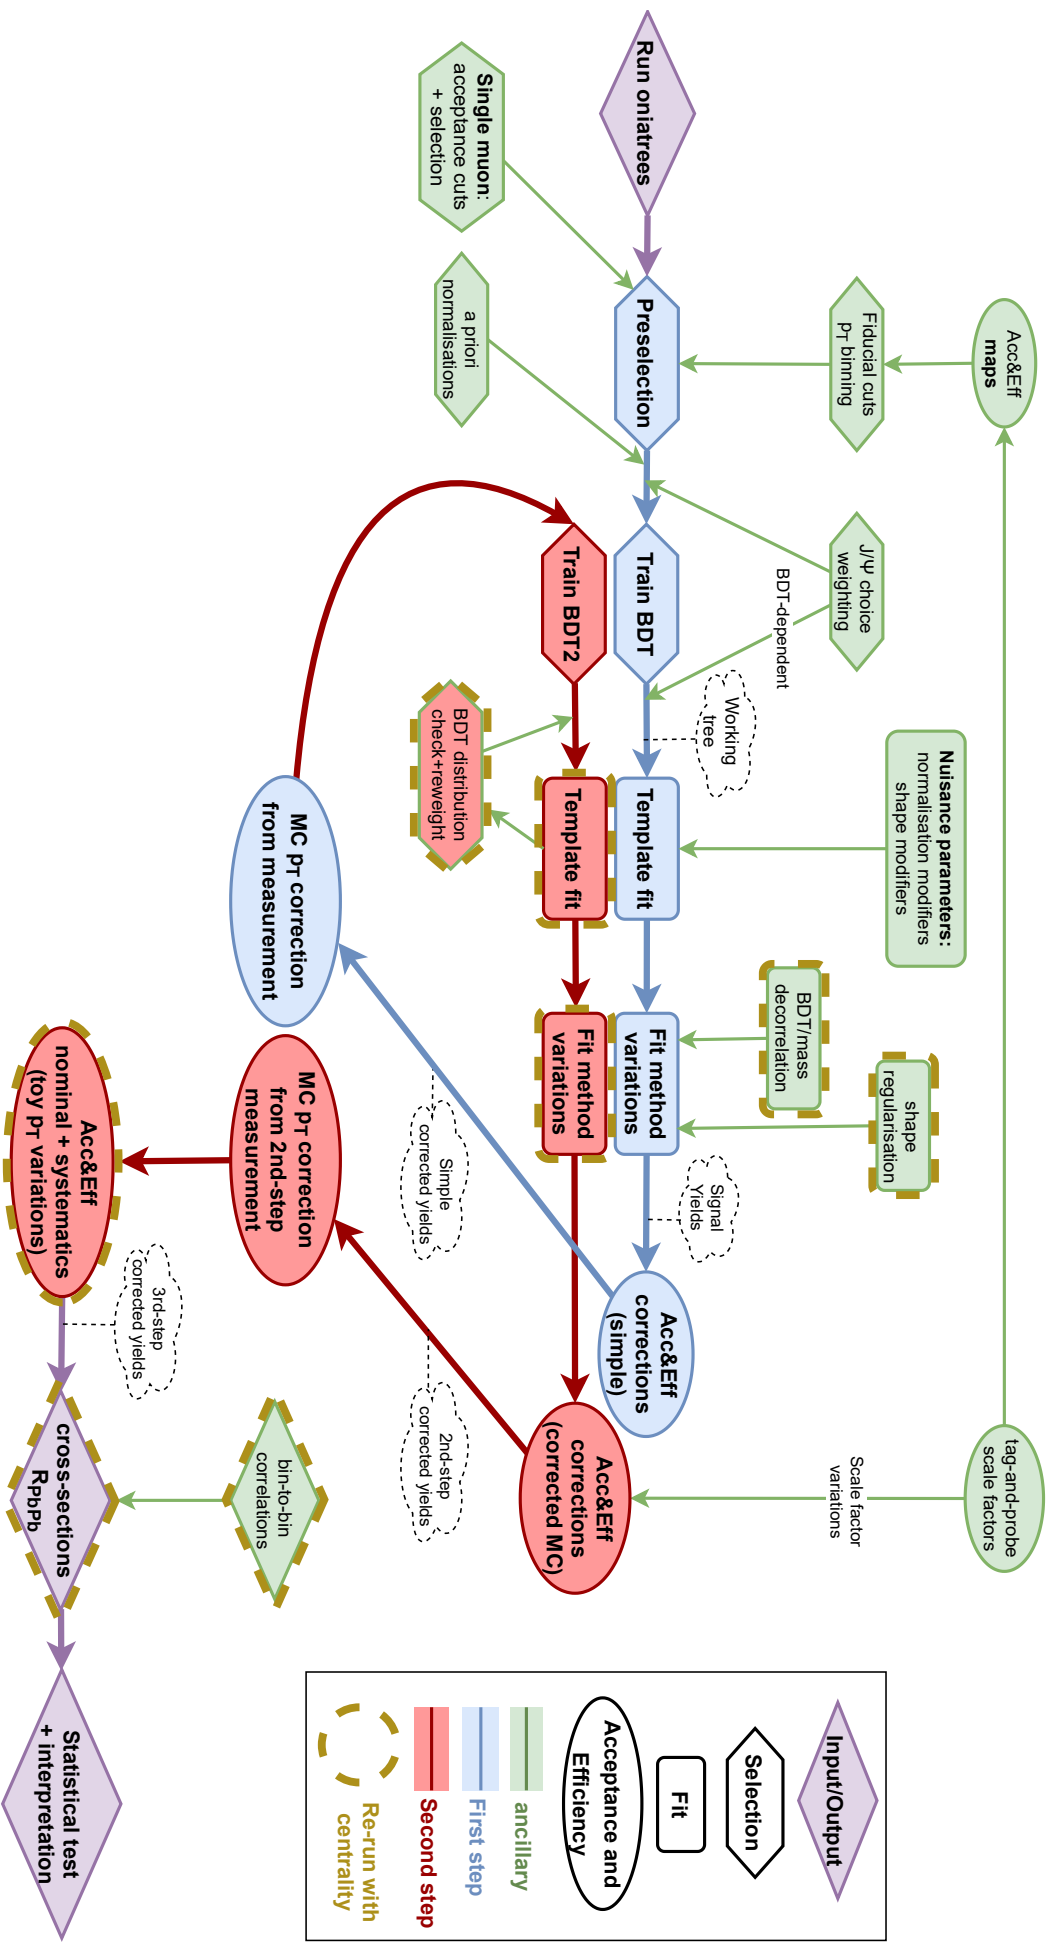 Acc&Eff
maps
tag-and-probe
scale factors
Nuisance parameters:
normalisation modifiers
shape modifiers
shape
regularisation
Fiducial cuts
pT binning
J/Ψ choice
weighting
BDT-dependent
BDT/mass
decorrelation
Scale factor
variations
Working
tree
Signal
Yields
Run oniatrees
Preselection
Train BDT
Template fit
Fit method
variations
Acc&Eff
corrections
(simple)
Train BDT2
Template fit
Fit method
variations
Acc&Eff
corrections
(corrected MC)
Single muon:
acceptance cuts
+ selection
a priori
normalisations
BDT distribution
check+reweight
Simple
corrected yields
2nd-step
corrected yields
MC pT correction
from measurement
MC pT correction
from 2nd-step
measurement
bin-to-bin
correlations
3rd-step
corrected yields
Acc&Eff
nominal + systematics
(toy pT variations)
cross-sections
RPbPb
Statistical test
+ interpretation
Input/Output
Selection
Fit
Acceptance and
Efficiency
ancillary
First step
Second step
Re-run with
centrality